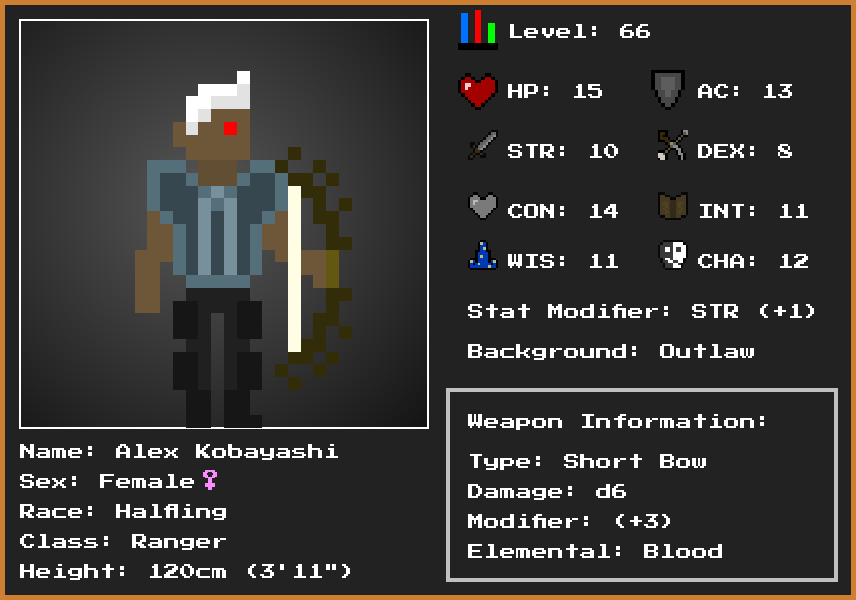 Level: 66
HP: 15
AC: 13
STR: 10
DEX: 8
CON: 14
INT: 11
WIS: 11
CHA: 12
Stat Modifier: STR (+1)
Background: Outlaw
Weapon Information:
Type: Short Bow
Damage: d6
Modifier: (+3)
Elemental: Blood
Name: Alex Kobayashi
Sex: Female♀
Race: Halfling
Class: Ranger
Height: 120cm (3'11")